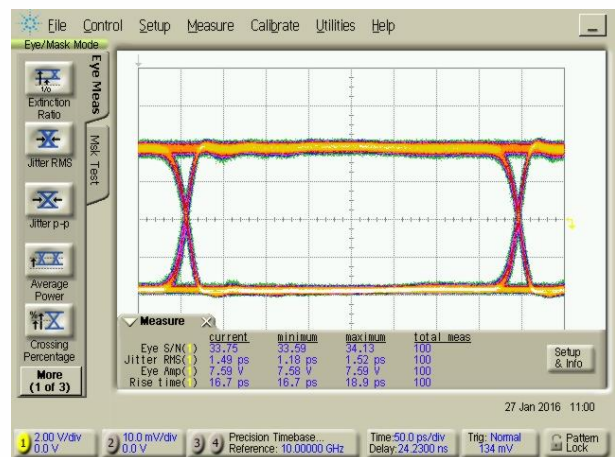 File Control Setup Measure Calibrate Utilities Help
Eye/Mask Mode
Eye Meas
Msk Test
Extinction
Ratio
Jitter RMS
Jitter p-p
Average
Power
Crossing
Percentage
More
(1 of 3)
Measure
current minimum maximum total meas
Eye S/N(1) 33.75 33.59 34.13 100
Jitter RMS(1) 1.49 ps 1.18 ps 1.52 ps 100
Eye Amp(1) 7.59 V 7.58 V 7.59 V 100
Rise time(1) 16.7 ps 16.7 ps 18.9 ps 100
Setup
& Info
27 Jan 2016 11:00
1 2.00 V/div
0.0 V
2 10.0 mV/div
0.0 V
3 4 Precision Timebase...
Reference: 10.00000 GHz
Time:50.0 ps/div
Delay:24.2300 ns
Trig: Normal
134 mV
Pattern
Lock